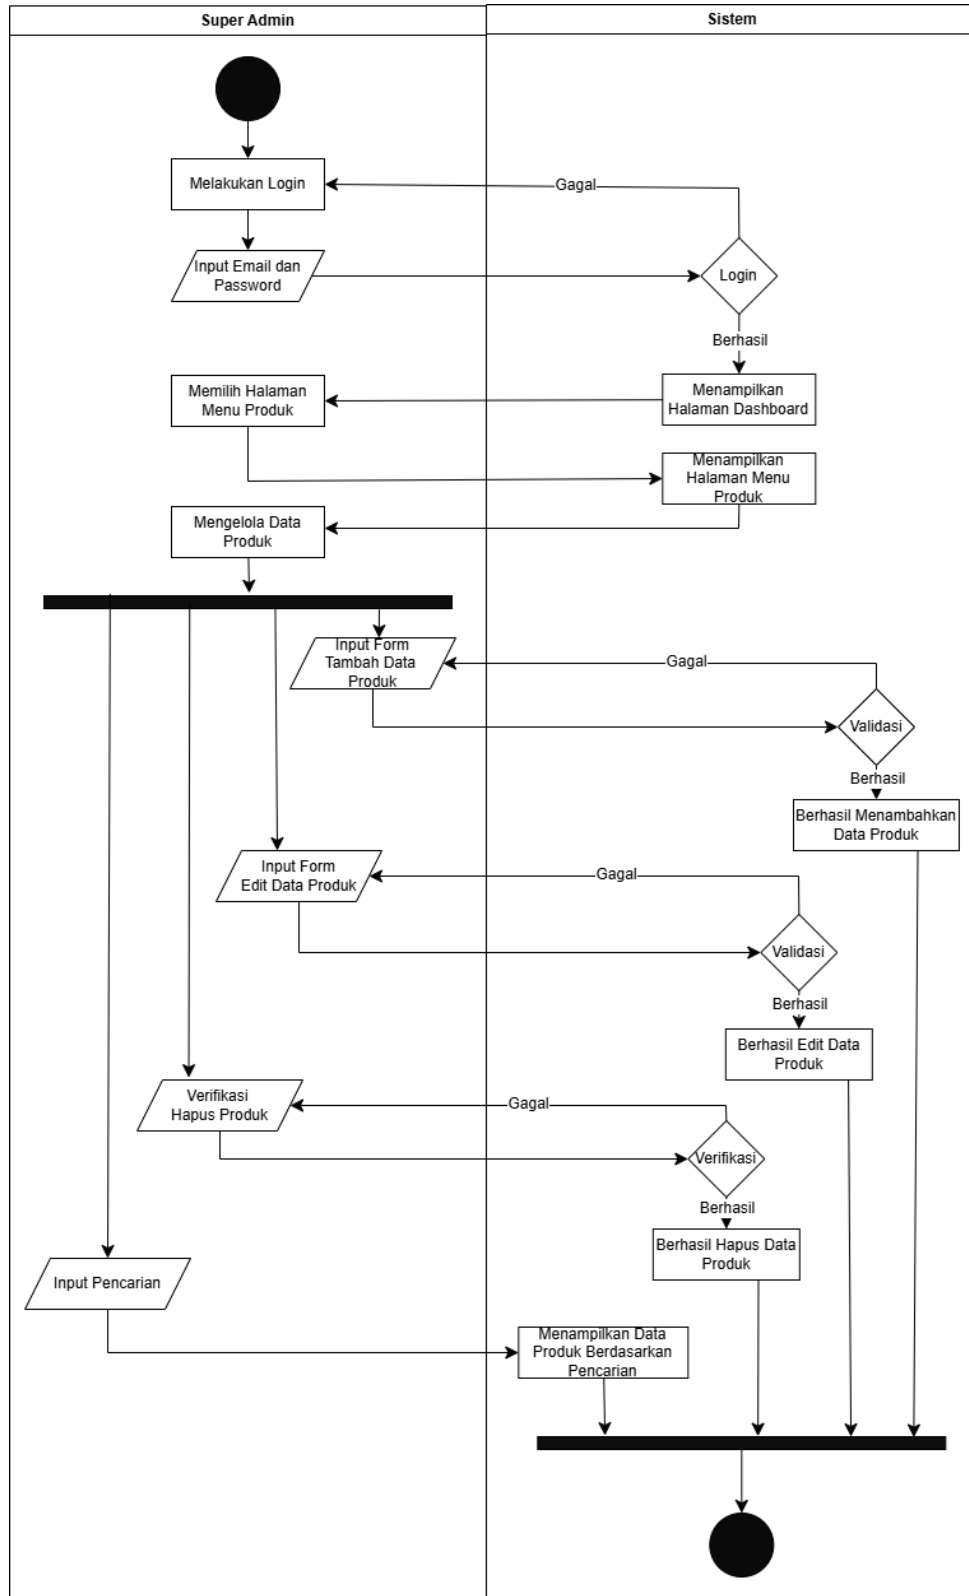 Super Admin
Sistem
Melakukan Login
Gagal
Input Email dan
Password
Login
Berhasil
Memilih Halaman
Menu Produk
Menampilkan
Halaman Dashboard
Menampilkan
Halaman Menu
Produk
Mengelola Data
Produk
Input Form
Tambah Data
Produk
Gagal
Validasi
Berhasil
Berhasil Menambahkan
Data Produk
Input Form
Edit Data Produk
Gagal
Validasi
Berhasil
Berhasil Edit Data
Produk
Verifikasi
Hapus Produk
Gagal
Verifikasi
Berhasil
Berhasil Hapus Data
Produk
Input Pencarian
Menampilkan Data
Produk Berdasarkan
Pencarian